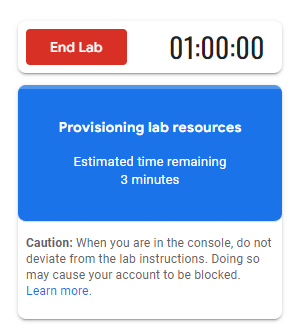 End Lab
01:00:00
Provisioning lab resources
Estimated time remaining
3 minutes
Caution: When you are in the console, do not
deviate from the lab instructions. Doing so
may cause your account to be blocked.
Learn more.